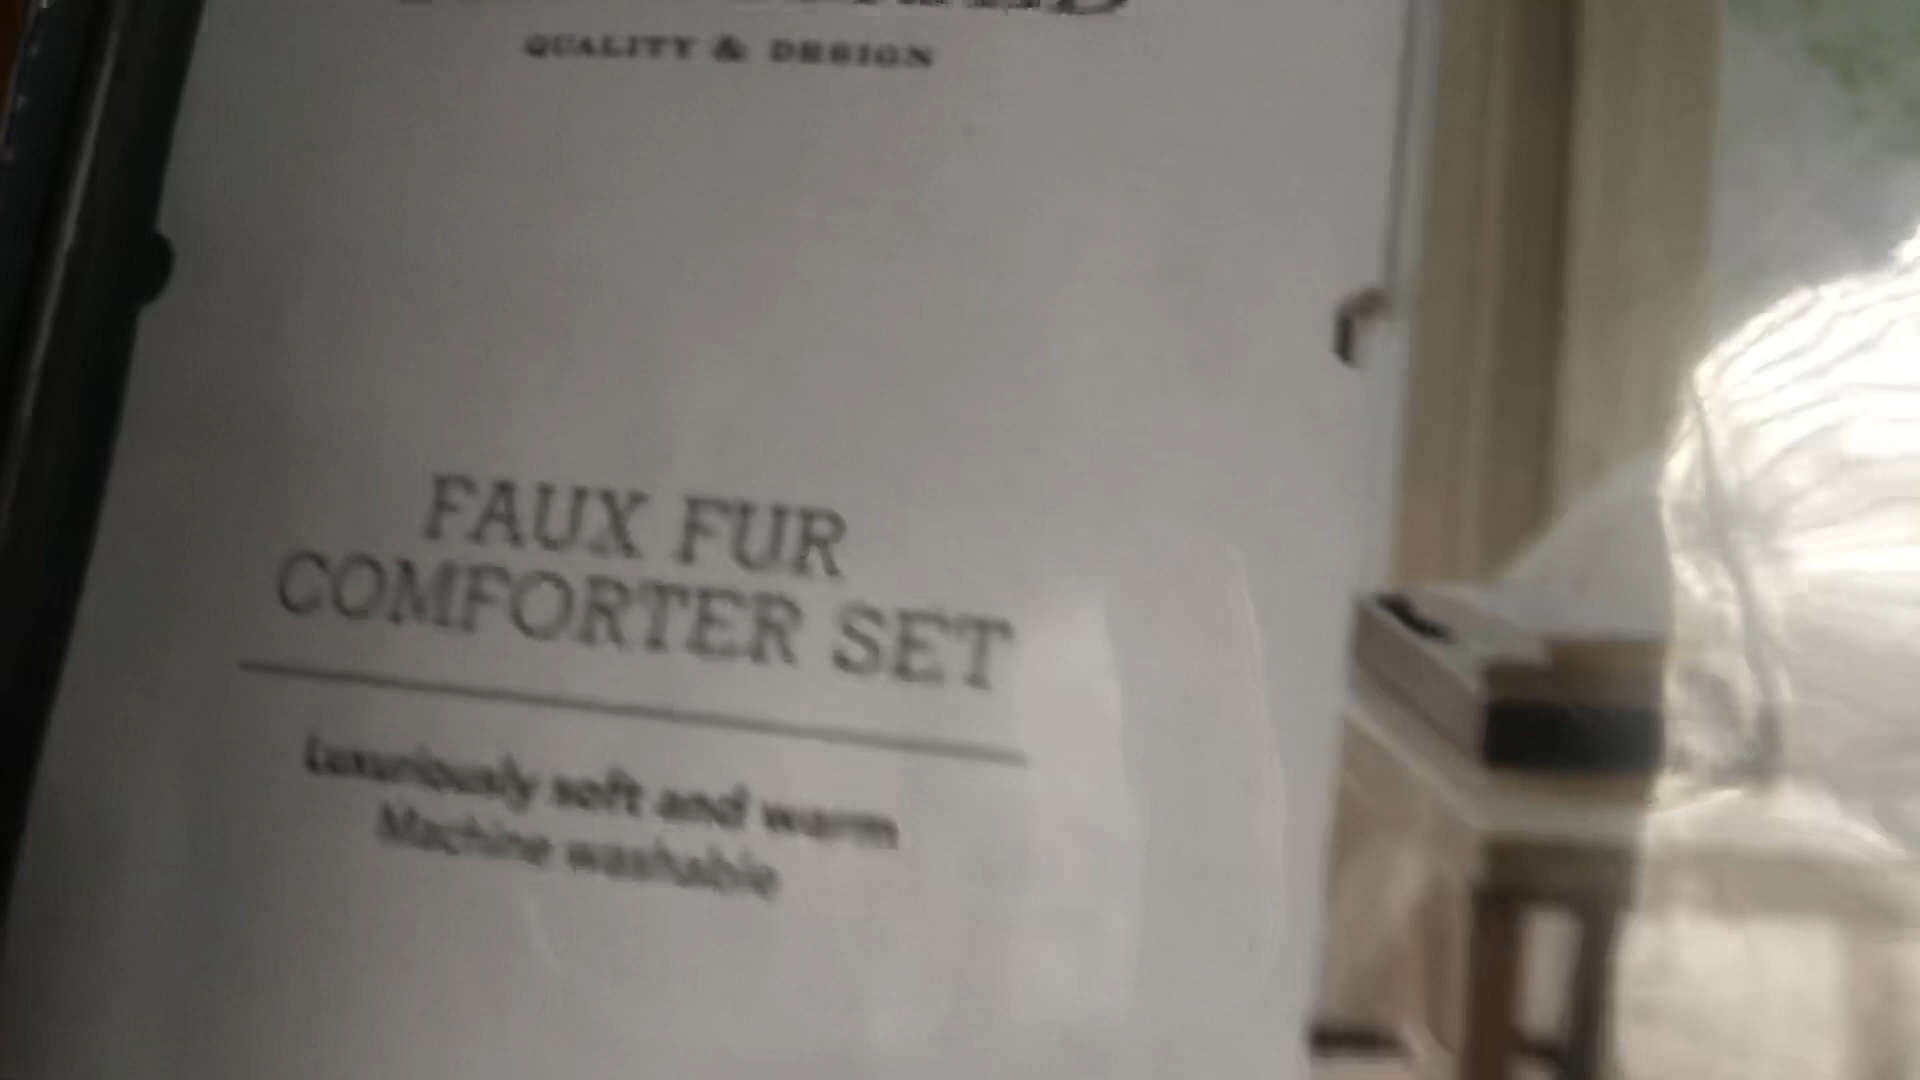 QUALITY & DESIGN
FAUX FUR
COMFORTER SET
Luxuriously soft and warm
Machine washable